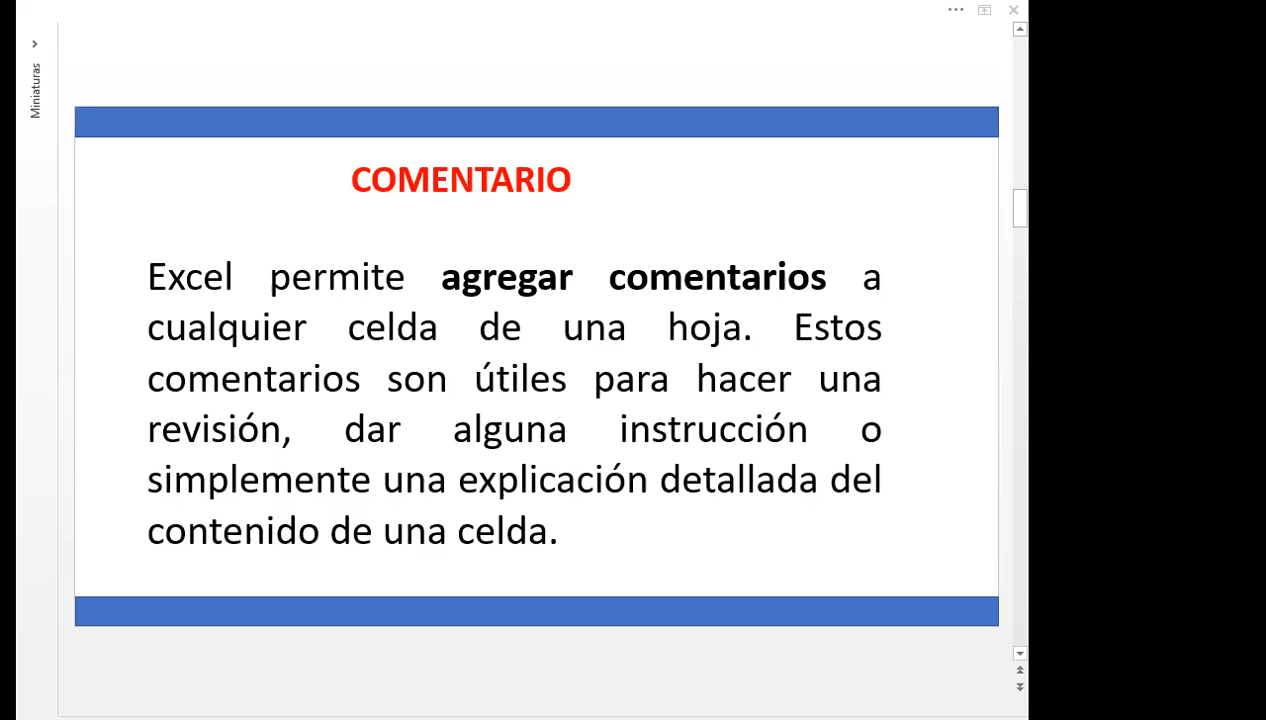 Miniaturas
COMENTARIO
Excel permite agregar comentarios a
cualquier celda de una hoja. Estos
comentarios son útiles para hacer una
revisión, dar alguna instrucción o
simplemente una explicación detallada del
contenido de una celda.